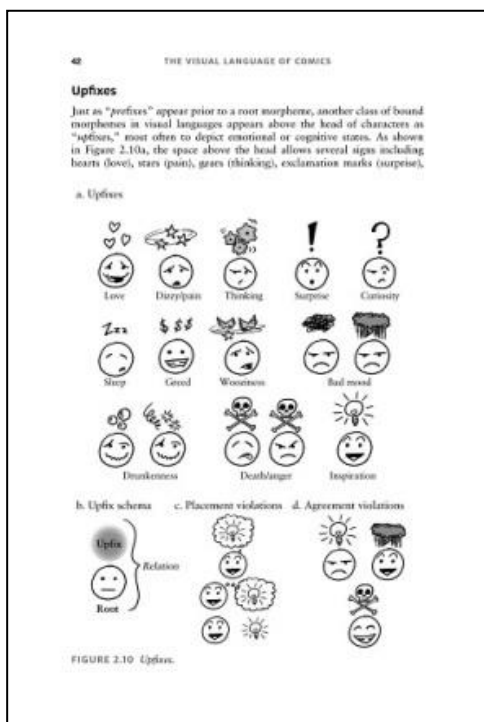 42
THE VISUAL LANGUAGE OF COMICS
Upfixes
Just as "prefixes" appear prior to a root morpheme, another class of bound
morphemes in visual languages appears above the head of characters as
"upfixes," most often to depict emotional or cognitive states. As shown
in Figure 2.10a, the space above the head allows several signs including
hearts (love), stars (pain), gears (thinking), exclamation marks (surprise),
a. Upfixes
! ?
Love Dizzy/pain Thinking Surprise Curiosity
Zzz $ $ $
Sleep Greed Wooziness Bad mood
Drunkenness Death/anger Inspiration
b. Upfix schema c. Placement violations d. Agreement violations
Upfix
Relation
Root
FIGURE 2.10 Upfixes.